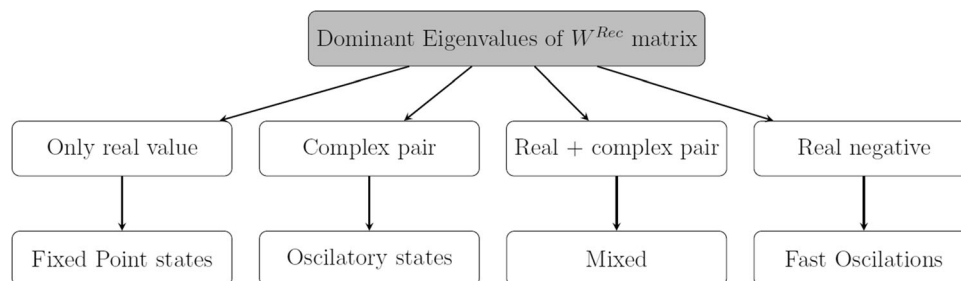 Dominant Eigenvalues of W^{Rec} matrix
Only real value
Complex pair
Real + complex pair
Real negative
Fixed Point states
Oscilatory states
Mixed
Fast Oscilations